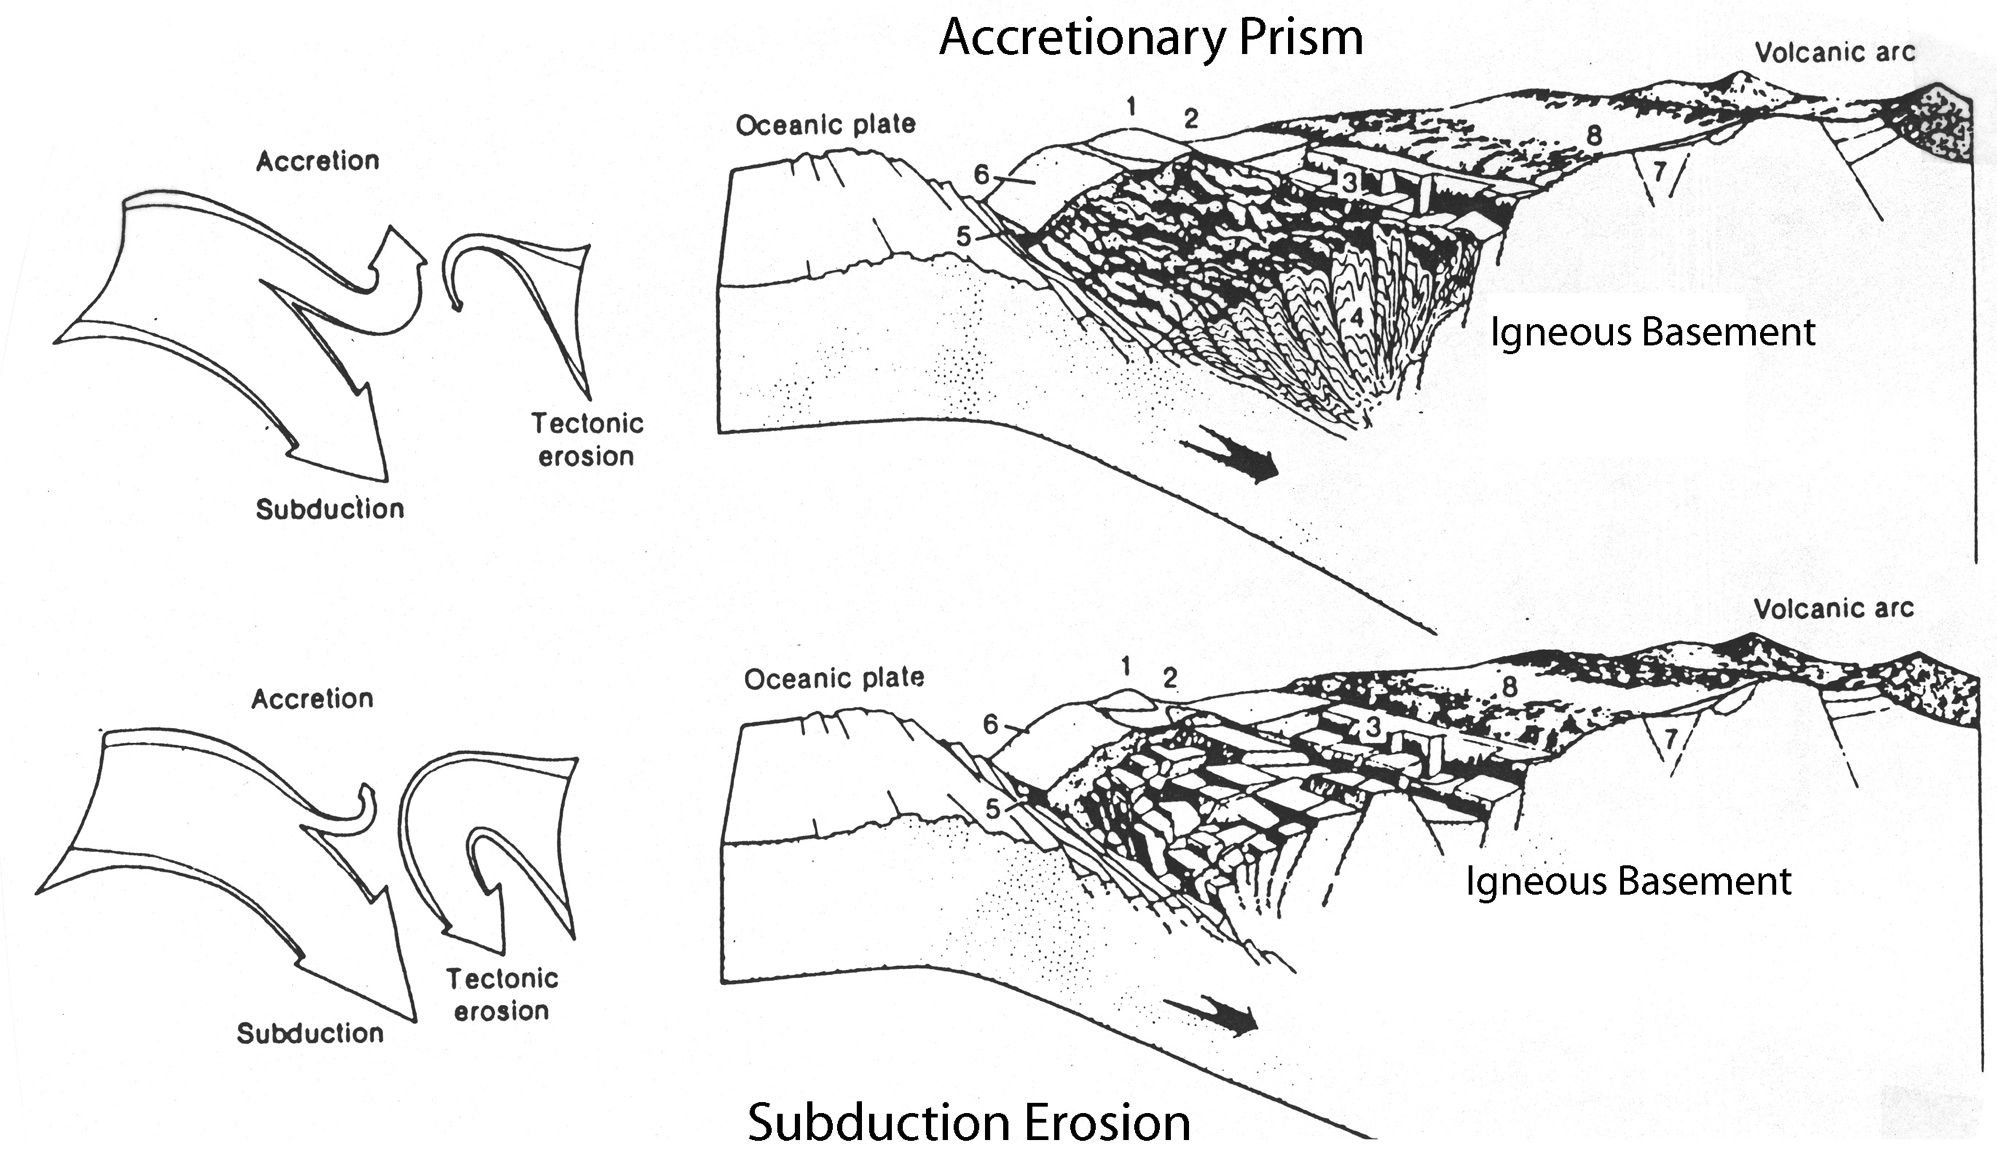 Accretionary Prism
Volcanic arc
Oceanic plate
1
2
8
Accretion
6
3
7
5
4
Igneous Basement
Tectonic
erosion
Subduction
Volcanic arc
Oceanic plate
1
2
8
Accretion
6
3
7
5
Igneous Basement
Tectonic
erosion
Subduction
Subduction Erosion